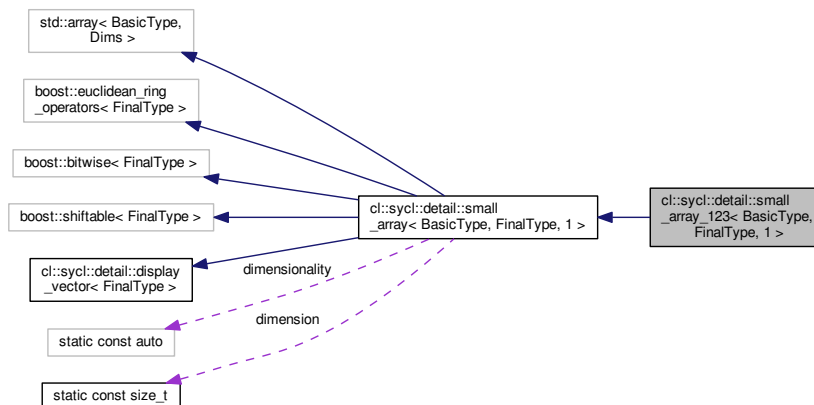 std::array< BasicType,
Dims >
boost::euclidean_ring
_operators< FinalType >
boost::bitwise< FinalType >
boost::shiftable< FinalType >
cl::sycl::detail::display
_vector< FinalType >
static const auto
static const size_t
dimensionality
dimension
cl::sycl::detail::small
_array< BasicType, FinalType, 1 >
cl::sycl::detail::small
_array_123< BasicType,
FinalType, 1 >